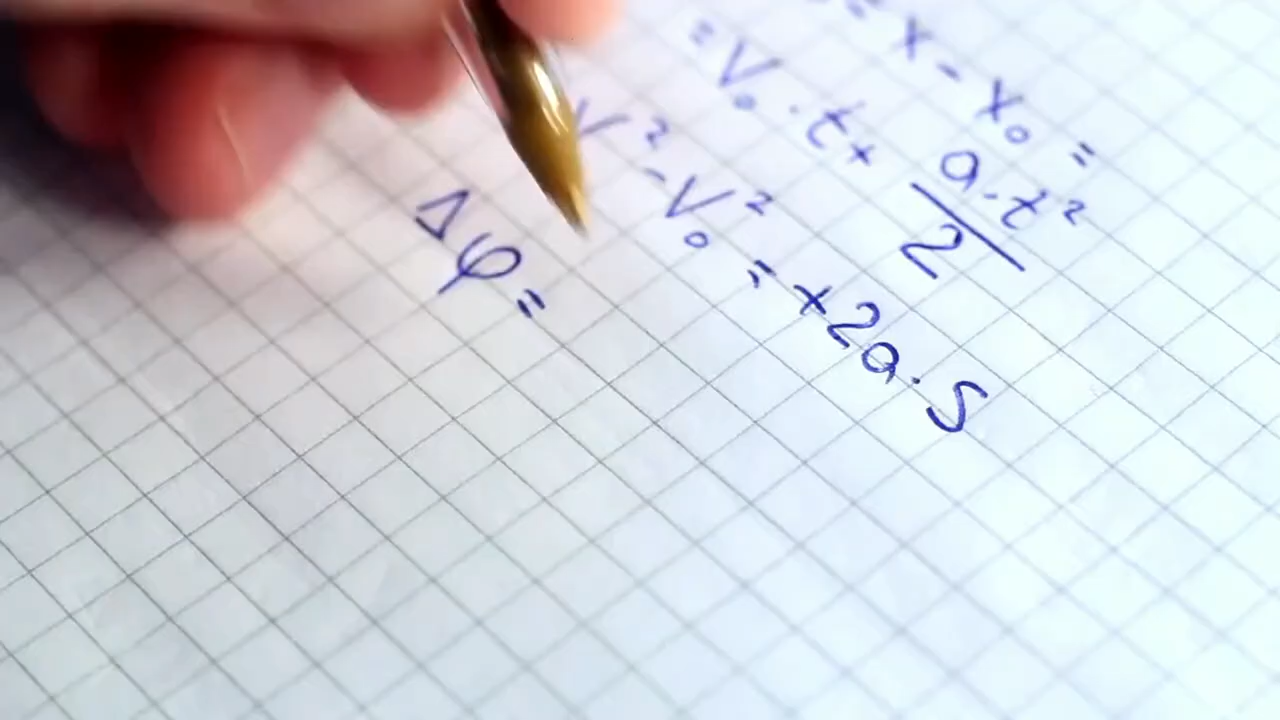 = x - x₀ =
= V₀ · t + a·t²/2
V² - V₀² = +2a·S
Δφ =